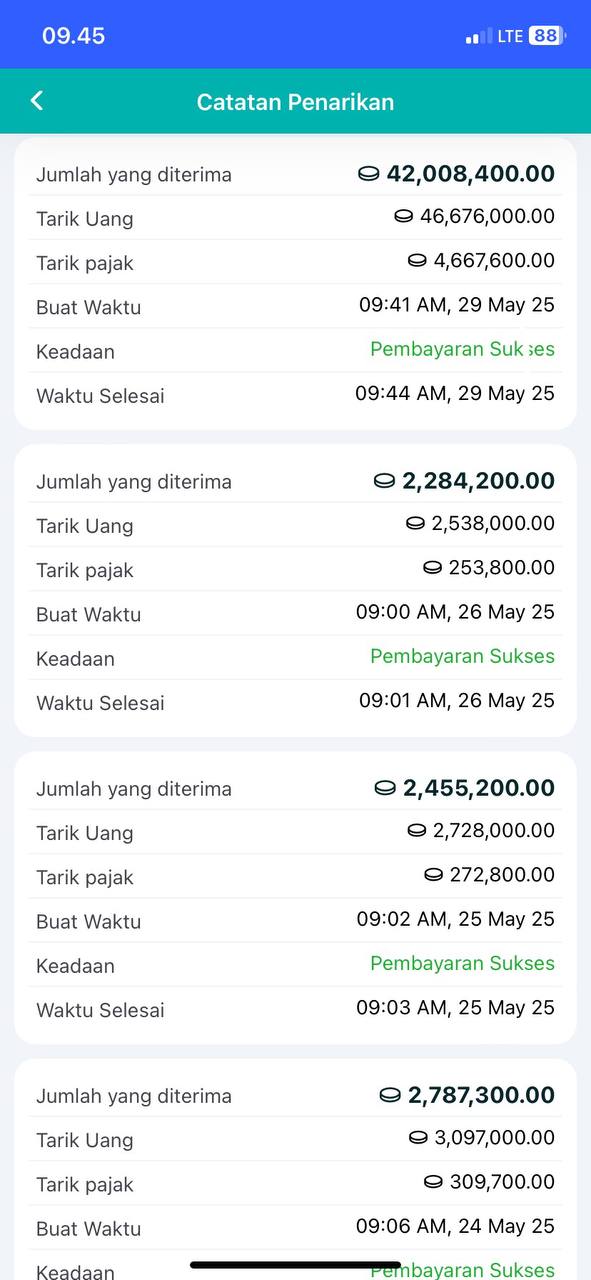 09.45 LTE 88
Catatan Penarikan
Jumlah yang diterima 42,008,400.00
Tarik Uang 46,676,000.00
Tarik pajak 4,667,600.00
Buat Waktu 09:41 AM, 29 May 25
Keadaan Pembayaran Sukses
Waktu Selesai 09:44 AM, 29 May 25
Jumlah yang diterima 2,284,200.00
Tarik Uang 2,538,000.00
Tarik pajak 253,800.00
Buat Waktu 09:00 AM, 26 May 25
Keadaan Pembayaran Sukses
Waktu Selesai 09:01 AM, 26 May 25
Jumlah yang diterima 2,455,200.00
Tarik Uang 2,728,000.00
Tarik pajak 272,800.00
Buat Waktu 09:02 AM, 25 May 25
Keadaan Pembayaran Sukses
Waktu Selesai 09:03 AM, 25 May 25
Jumlah yang diterima 2,787,300.00
Tarik Uang 3,097,000.00
Tarik pajak 309,700.00
Buat Waktu 09:06 AM, 24 May 25
Keadaan Pembayaran Sukses